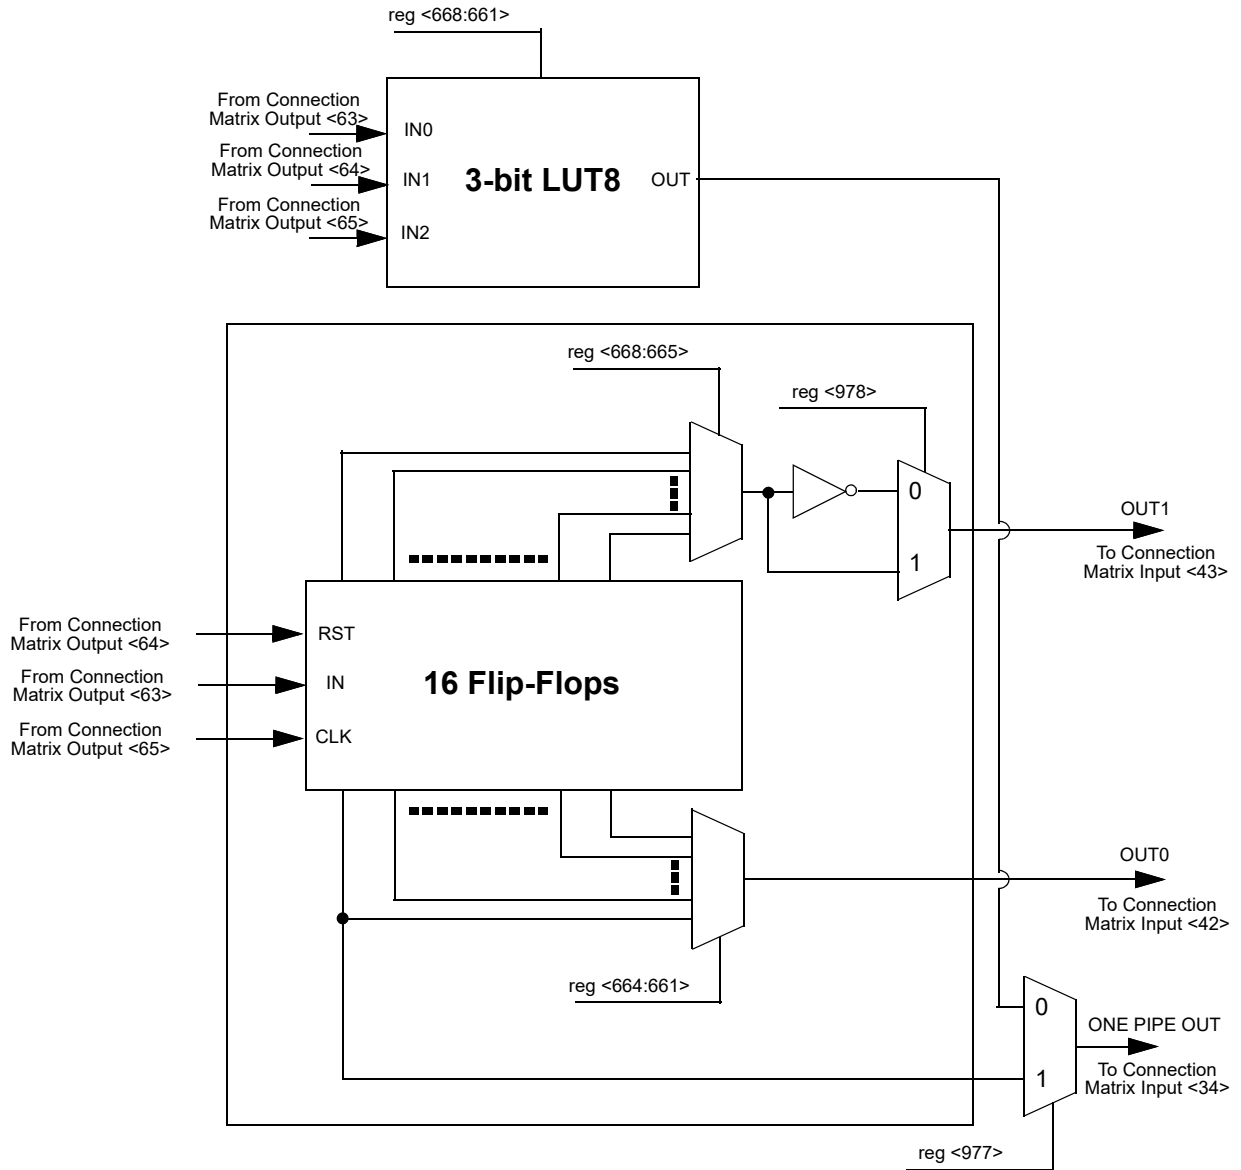 reg <668:661>
From Connection
Matrix Output <63>
IN0
From Connection
Matrix Output <64>
IN1
3-bit LUT8
OUT
From Connection
Matrix Output <65>
IN2
reg <668:665>
reg <978>
0
1
OUT1
To Connection
Matrix Input <43>
From Connection
Matrix Output <64>
RST
From Connection
Matrix Output <63>
IN
16 Flip-Flops
From Connection
Matrix Output <65>
CLK
OUT0
To Connection
Matrix Input <42>
reg <664:661>
0
1
ONE PIPE OUT
To Connection
Matrix Input <34>
reg <977>